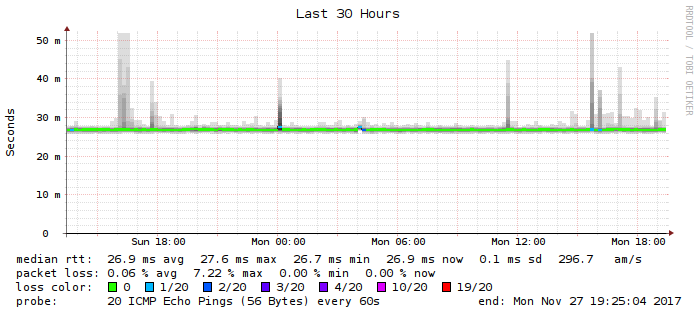 Last 30 Hours
RRDTOOL / TOBI OETIKER
Seconds
50 m
40 m
30 m
20 m
10 m
0
Sun 18:00 Mon 00:00 Mon 06:00 Mon 12:00 Mon 18:00
median rtt: 26.9 ms avg 27.6 ms max 26.7 ms min 26.9 ms now 0.1 ms sd 296.7 am/s
packet loss: 0.06 % avg 7.22 % max 0.00 % min 0.00 % now
loss color: 0 1/20 2/20 3/20 4/20 10/20 19/20
probe: 20 ICMP Echo Pings (56 Bytes) every 60s end: Mon Nov 27 19:25:04 2017